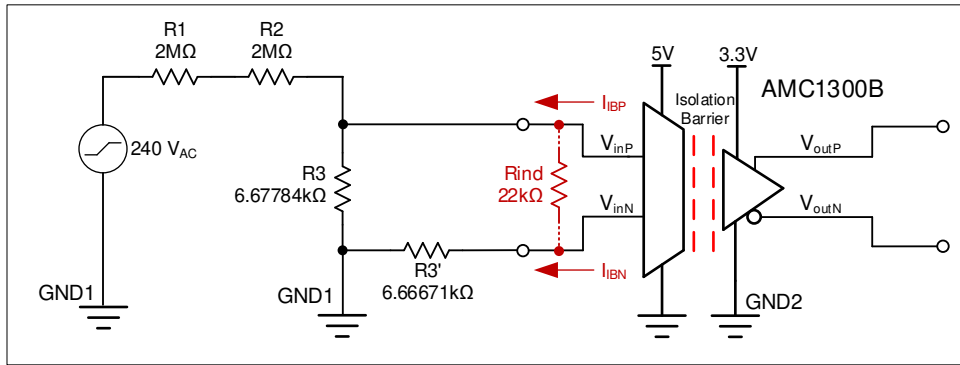 R1
2MΩ
R2
2MΩ
5V
3.3V
AMC1300B
Isolation
Barrier
I_IBP
240 V_AC
R3
6.67784kΩ
Rind
22kΩ
V_inP
V_inN
V_outP
V_outN
R3'
6.66671kΩ
I_IBN
GND1
GND1
GND2